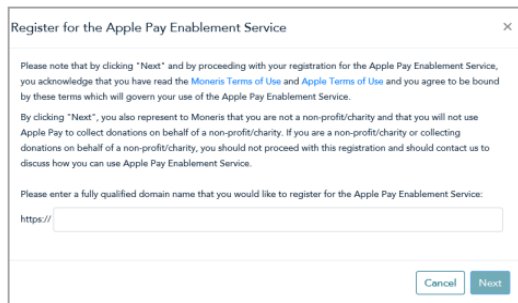 Register for the Apple Pay Enablement Service ×
Please note that by clicking "Next" and by proceeding with your registration for the Apple Pay Enablement Service,
you acknowledge that you have read the Moneris Terms of Use and Apple Terms of Use and you agree to be bound
by these terms which will govern your use of the Apple Pay Enablement Service.
By clicking "Next", you also represent to Moneris that you are not a non-profit/charity and that you will not use
Apple Pay to collect donations on behalf of a non-profit/charity. If you are a non-profit/charity or collecting
donations on behalf of a non-profit/charity, you should not proceed with this registration and should contact us to
discuss how you can use Apple Pay Enablement Service.
Please enter a fully qualified domain name that you would like to register for the Apple Pay Enablement Service:
https://
Cancel Next